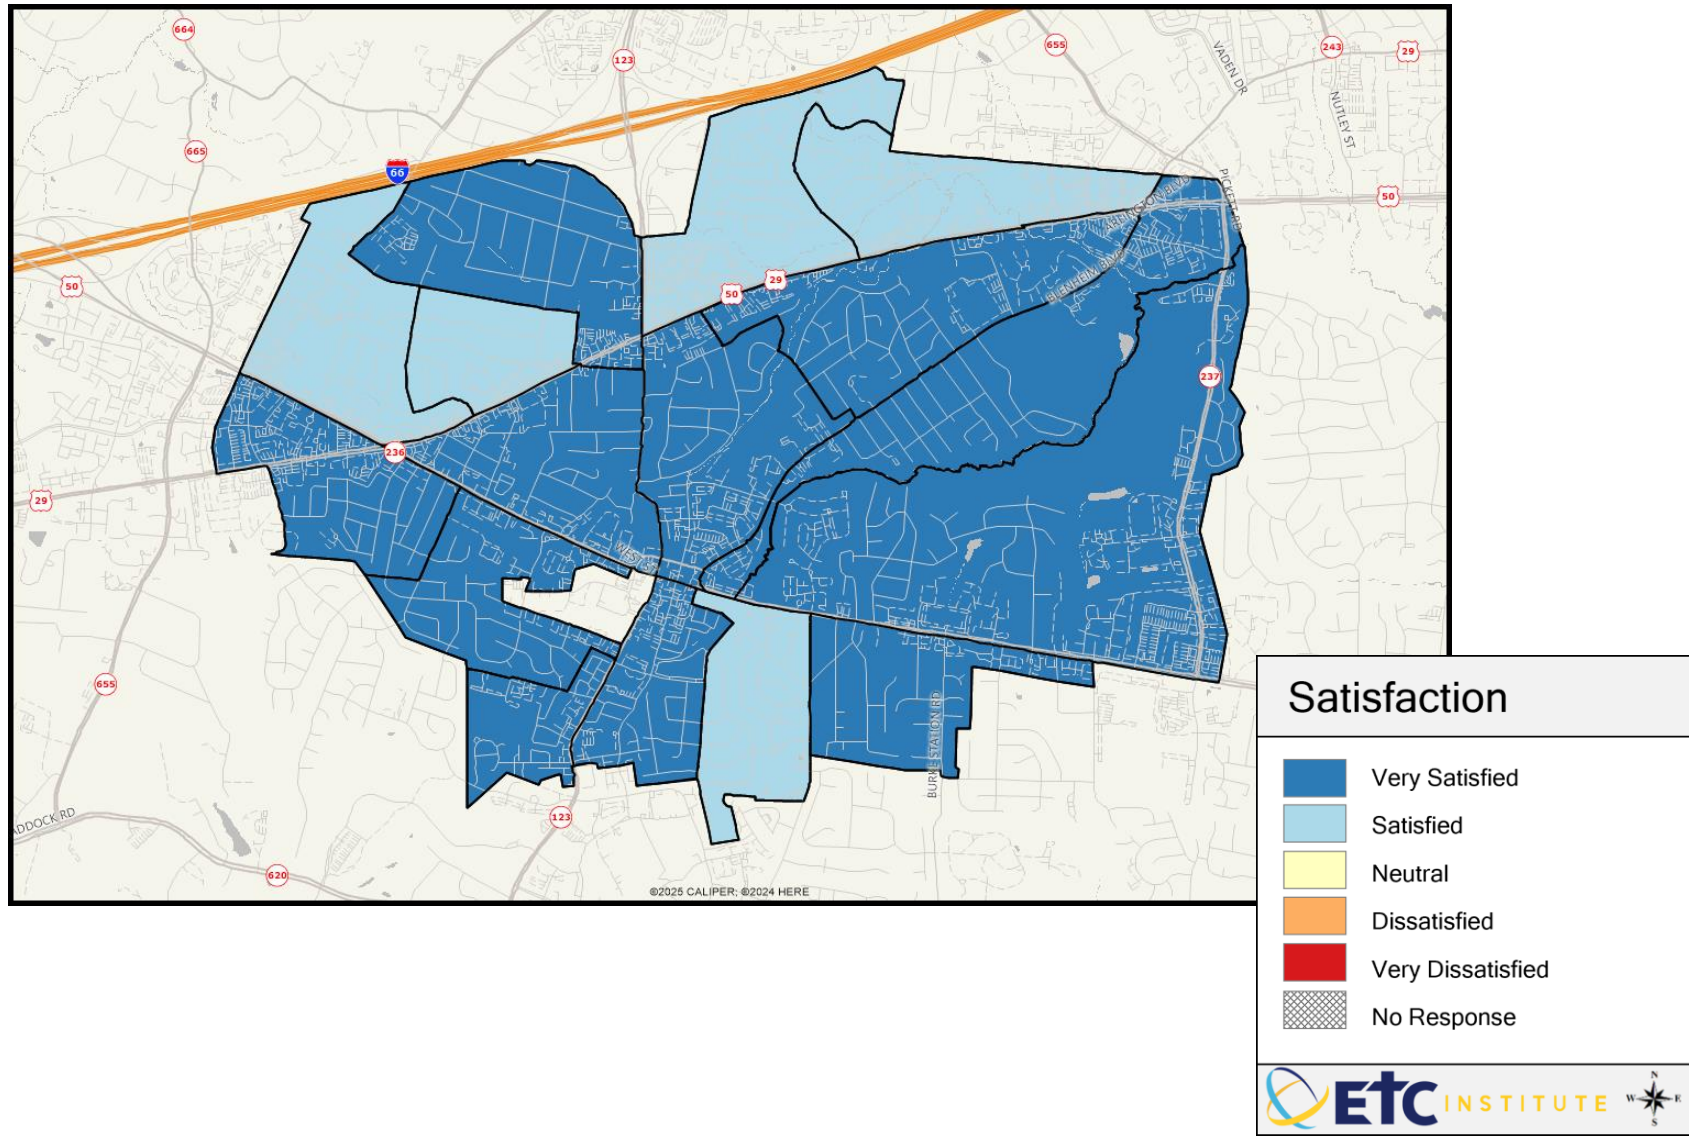 664
123
655
243
29
VADEN DR
NUTLEY ST
665
66
PICKETT RD
50
ARLINGTON BLVD
50
29
50
BLENHEIM BLVD
237
236
29
WEST ST
655
BURKE STATION RD
123
ADDOCK RD
620
©2025 CALIPER; ©2024 HERE
Satisfaction
Very Satisfied
Satisfied
Neutral
Dissatisfied
Very Dissatisfied
No Response
ETC INSTITUTE
N
W E
S